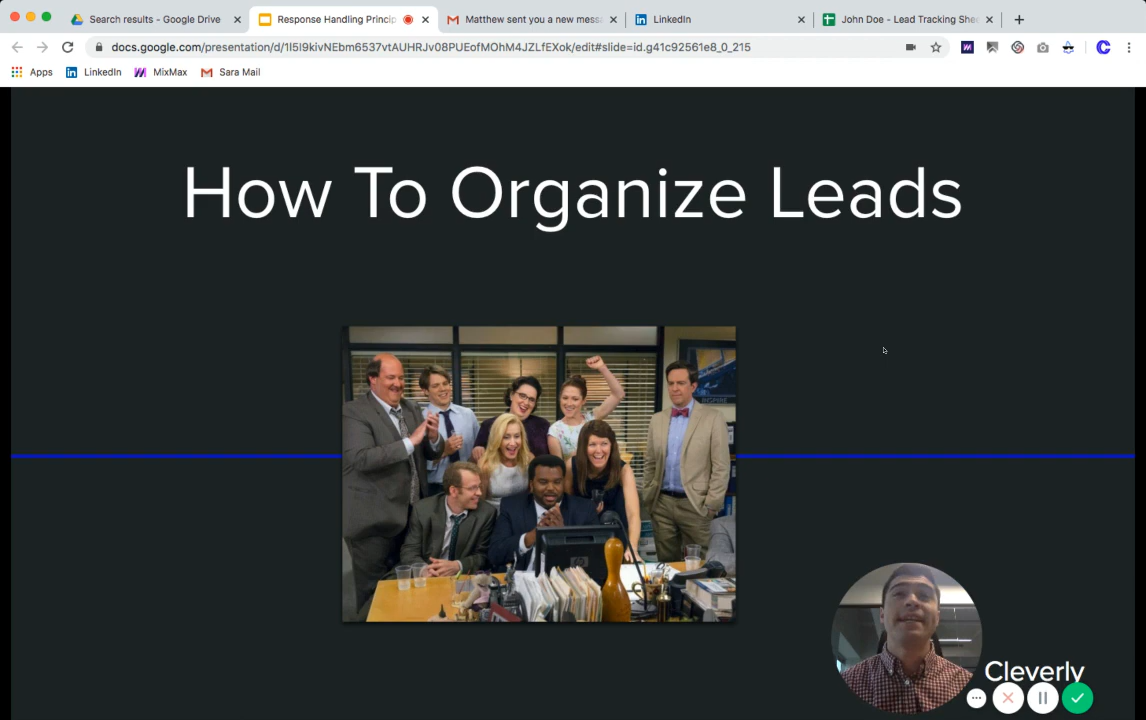 Search results - Google Drive
Response Handling Princip
Matthew sent you a new mess
LinkedIn
John Doe - Lead Tracking She
docs.google.com/presentation/d/1I5I9kivNEbm6537vtAUHRJv08PUEofMOhM4JZLfEXok/edit#slide=id.g41c92561e8_0_215
Apps
LinkedIn
MixMax
Sara Mail
How To Organize Leads
Cleverly